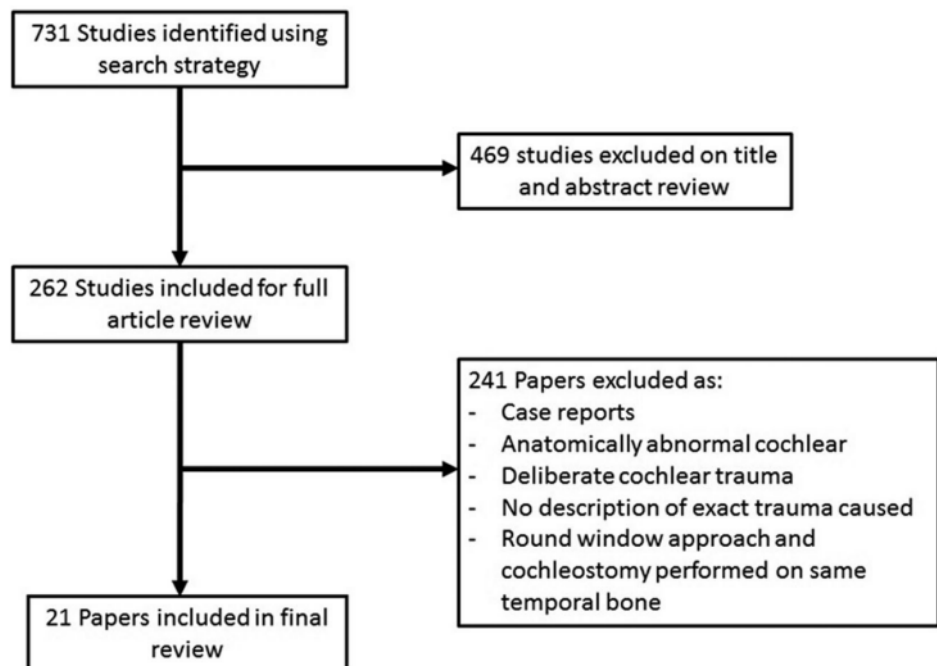 731 Studies identified using
search strategy
469 studies excluded on title
and abstract review
262 Studies included for full
article review
241 Papers excluded as:
- Case reports
- Anatomically abnormal cochlear
- Deliberate cochlear trauma
- No description of exact trauma caused
- Round window approach and
cochleostomy performed on same
temporal bone
21 Papers included in final
review